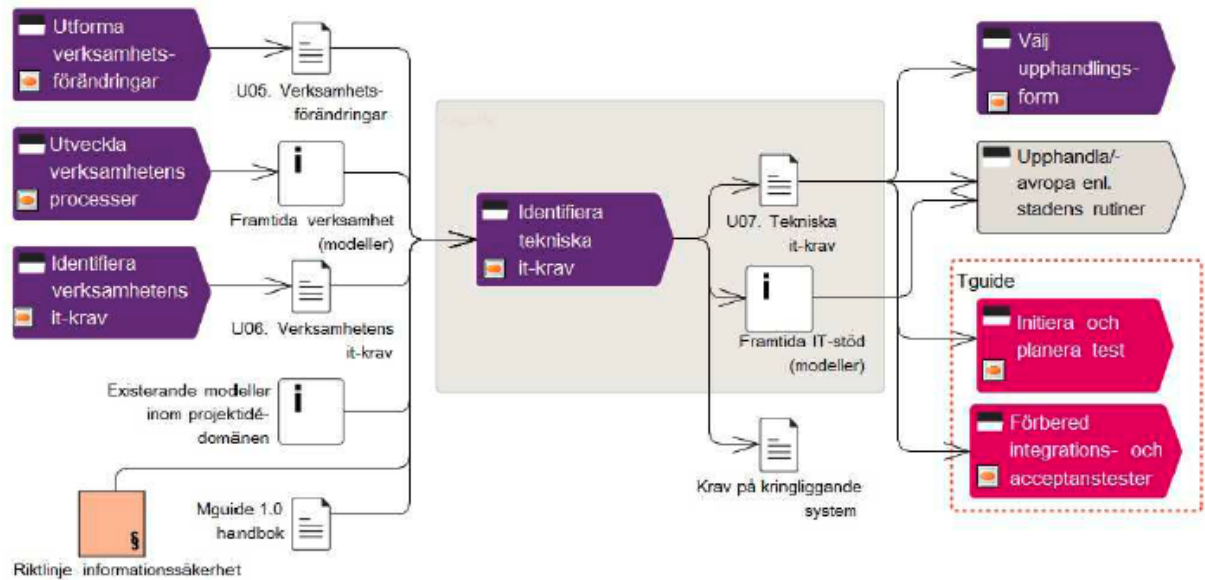 Utforma
verksamhets-
förändringar
U05. Verksamhets-
förändringar
Utveckla
verksamhetens
processer
i
Framtida verksamhet
(modeller)
Identifiera
verksamhetens
it-krav
U06. Verksamhetens
it-krav
Existerande modeller
inom projektidé-
domänen
i
§
Riktlinje informationssäkerhet
Mguide 1.0
handbok
Identifiera
tekniska
it-krav
U07. Tekniska
it-krav
i
Framtida IT-stöd
(modeller)
Krav på kringliggande
system
Välj
upphandlings-
form
Upphandla/-
avropa enl.
stadens rutiner
Tguide
Initiera och
planera test
Förbered
integrations- och
acceptanstester